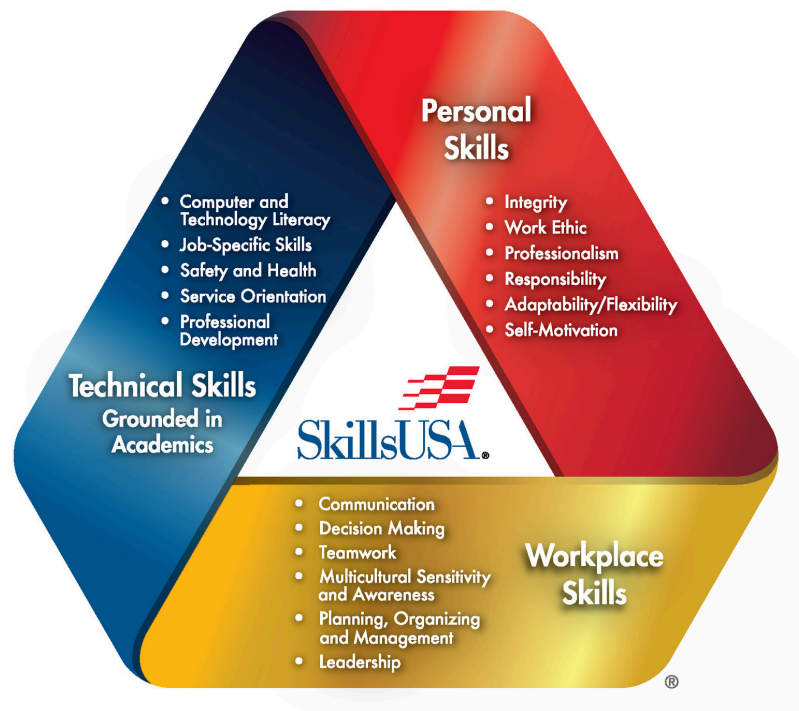 Personal
Skills
• Integrity
• Work Ethic
• Professionalism
• Responsibility
• Adaptability/Flexibility
• Self-Motivation
• Computer and
Technology Literacy
• Job-Specific Skills
• Safety and Health
• Service Orientation
• Professional
Development
Technical Skills
Grounded in
Academics
SkillsUSA®
• Communication
• Decision Making
• Teamwork
• Multicultural Sensitivity
and Awareness
• Planning, Organizing
and Management
• Leadership
Workplace
Skills
®